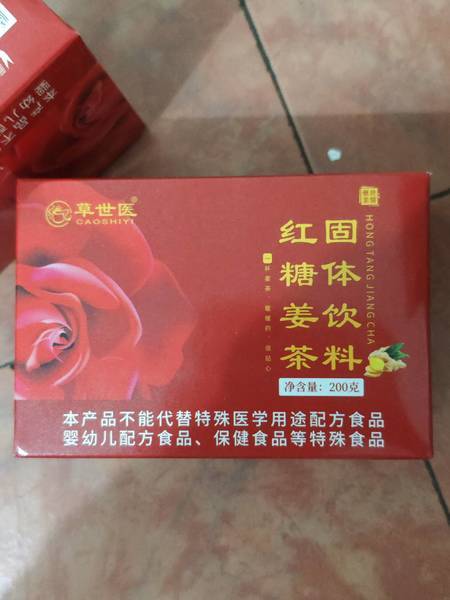 草世医
CAOSHIYI
红糖姜茶
固体饮料
HONG TANG JIANG CHA
净含量：200克
本产品不能代替特殊医学用途配方食品
婴幼儿配方食品、保健食品等特殊食品